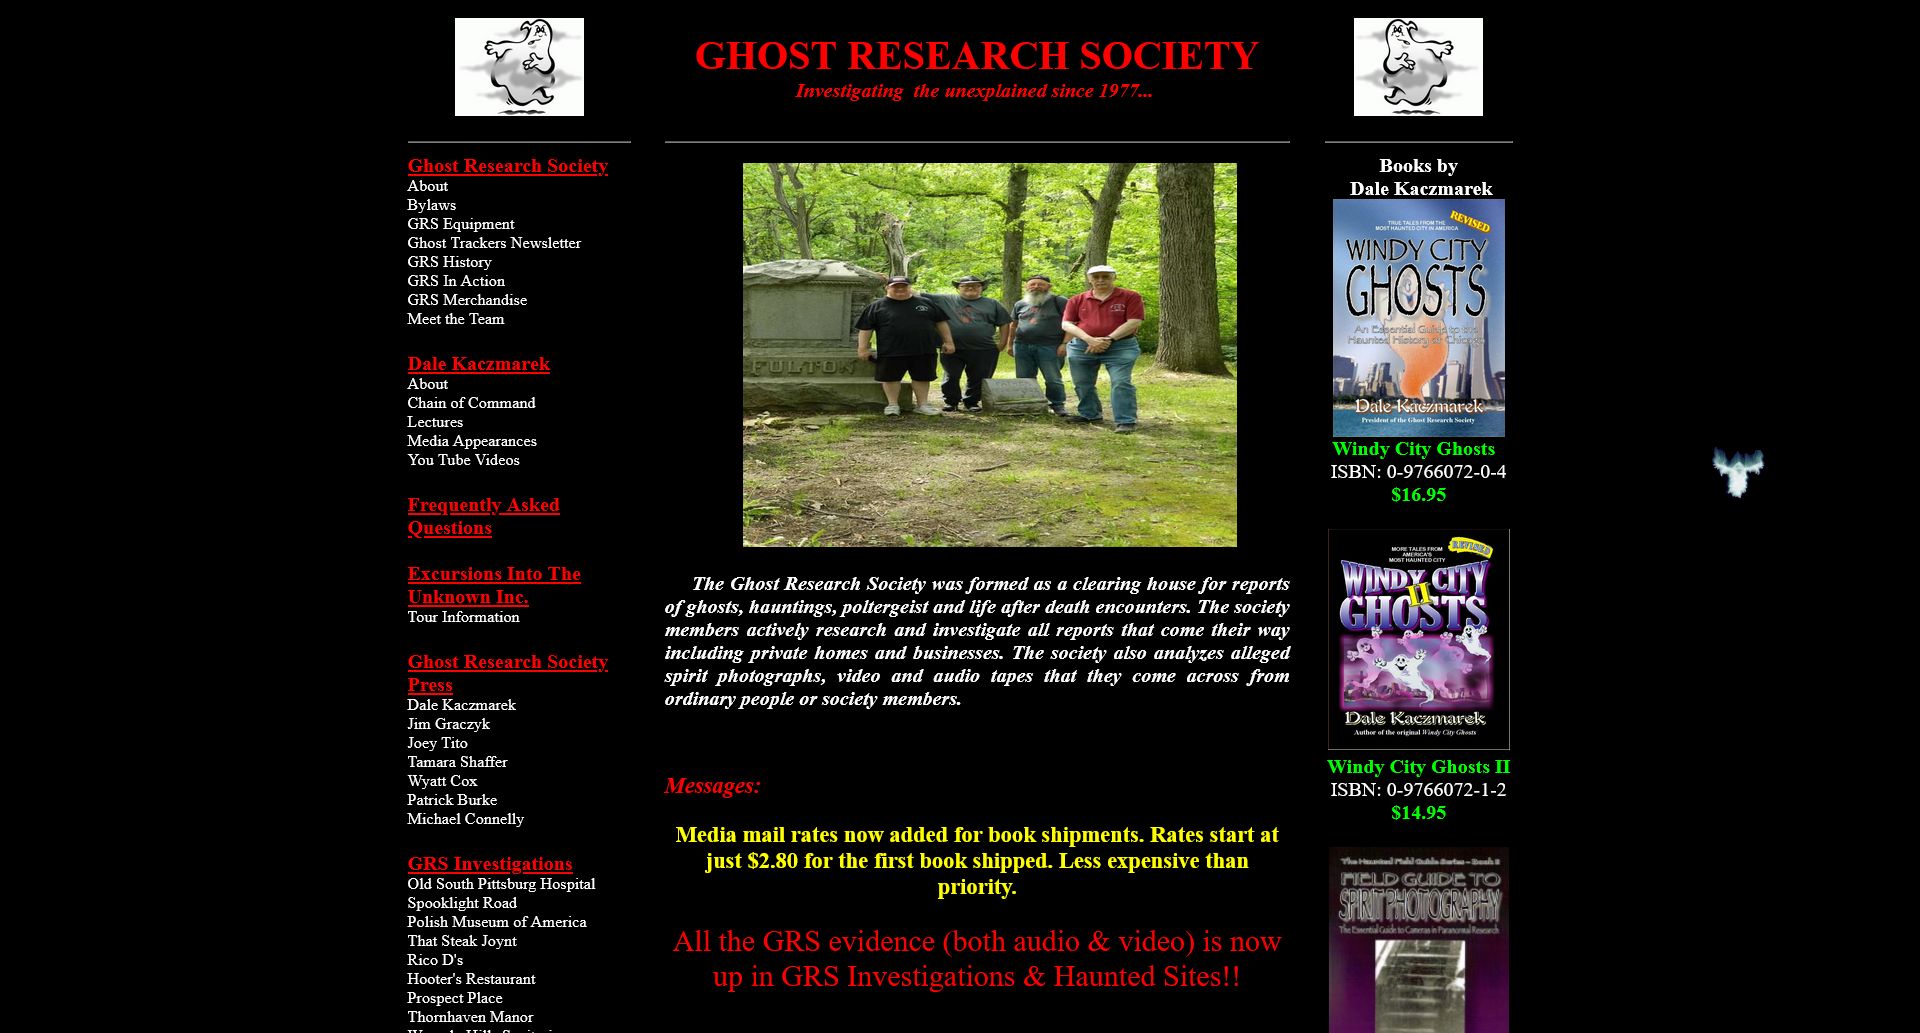 GHOST RESEARCH SOCIETY
Investigating the unexplained since 1977...
Ghost Research Society
About
Bylaws
GRS Equipment
Ghost Trackers Newsletter
GRS History
GRS In Action
GRS Merchandise
Meet the Team
Dale Kaczmarek
About
Chain of Command
Lectures
Media Appearances
You Tube Videos
Frequently Asked
Questions
Excursions Into The
Unknown Inc.
Tour Information
Ghost Research Society
Press
Dale Kaczmarek
Jim Graczyk
Joey Tito
Tamara Shaffer
Wyatt Cox
Patrick Burke
Michael Connelly
GRS Investigations
Old South Pittsburg Hospital
Spooklight Road
Polish Museum of America
That Steak Joynt
Rico D's
Hooter's Restaurant
Prospect Place
Thornhaven Manor
FULTON
The Ghost Research Society was formed as a clearing house for reports
of ghosts, hauntings, poltergeist and life after death encounters. The society
members actively research and investigate all reports that come their way
including private homes and businesses. The society also analyzes alleged
spirit photographs, video and audio tapes that they come across from
ordinary people or society members.
Messages:
Media mail rates now added for book shipments. Rates start at
just $2.80 for the first book shipped. Less expensive than
priority.
All the GRS evidence (both audio & video) is now
up in GRS Investigations & Haunted Sites!!
Books by
Dale Kaczmarek
TRUE TALES FROM THE
MOST HAUNTED CITY IN AMERICA
REVISED
WINDY CITY
GHOSTS
An Essential Guide to the
Haunted History of Chicago
Dale Kaczmarek
President of the Ghost Research Society
Windy City Ghosts
ISBN: 0-9766072-0-4
$16.95
MORE TALES FROM
AMERICA'S
MOST HAUNTED CITY
REVISED
WINDY CITY
II
GHOSTS
Dale Kaczmarek
Author of the original Windy City Ghosts
Windy City Ghosts II
ISBN: 0-9766072-1-2
$14.95
The Haunted Field Guide Series - Book
FIELD GUIDE TO
SPIRIT PHOTOGRAPHY
The Essential Guide to Cameras in Paranormal Research